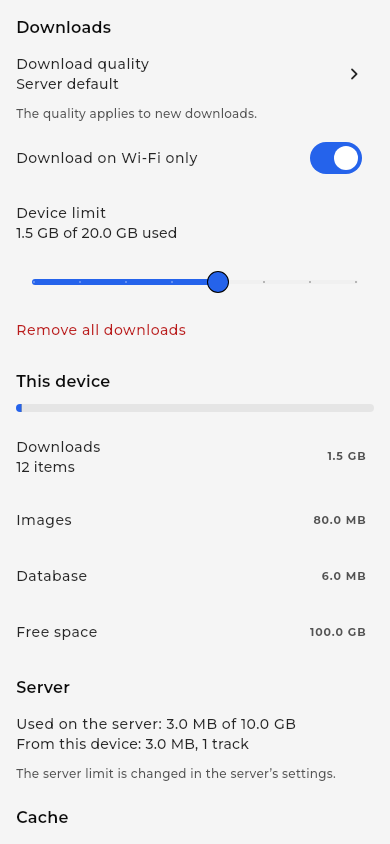 Downloads
Download quality
Server default
The quality applies to new downloads.
Download on Wi-Fi only
Device limit
1.5 GB of 20.0 GB used
Remove all downloads
This device
Downloads
12 items
1.5 GB
Images
80.0 MB
Database
6.0 MB
Free space
100.0 GB
Server
Used on the server: 3.0 MB of 10.0 GB
From this device: 3.0 MB, 1 track
The server limit is changed in the server’s settings.
Cache